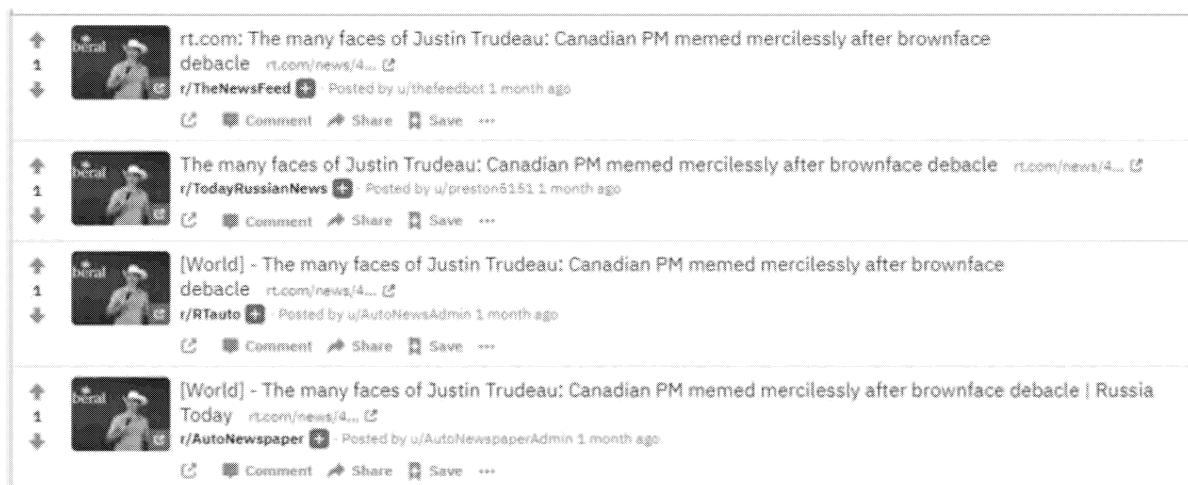 rt.com: The many faces of Justin Trudeau: Canadian PM memed mercilessly after brownface
debacle rt.com/news/4...
r/TheNewsFeed · Posted by u/thefeedbot 1 month ago
1
Comment Share Save ...
The many faces of Justin Trudeau: Canadian PM memed mercilessly after brownface debacle rt.com/news/4...
r/TodayRussianNews · Posted by u/preston6151 1 month ago
1
Comment Share Save ...
[World] - The many faces of Justin Trudeau: Canadian PM memed mercilessly after brownface
debacle rt.com/news/4...
r/RTauto · Posted by u/AutoNewsAdmin 1 month ago
1
Comment Share Save ...
[World] - The many faces of Justin Trudeau: Canadian PM memed mercilessly after brownface debacle | Russia
Today rt.com/news/4...
r/AutoNewspaper · Posted by u/AutoNewspaperAdmin 1 month ago
1
Comment Share Save ...